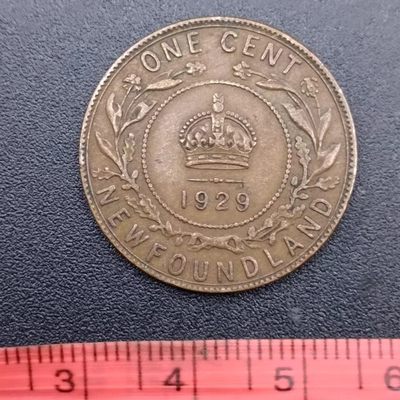 ONE CENT
1929
NEWFOUNDLAND
3 4 5 6